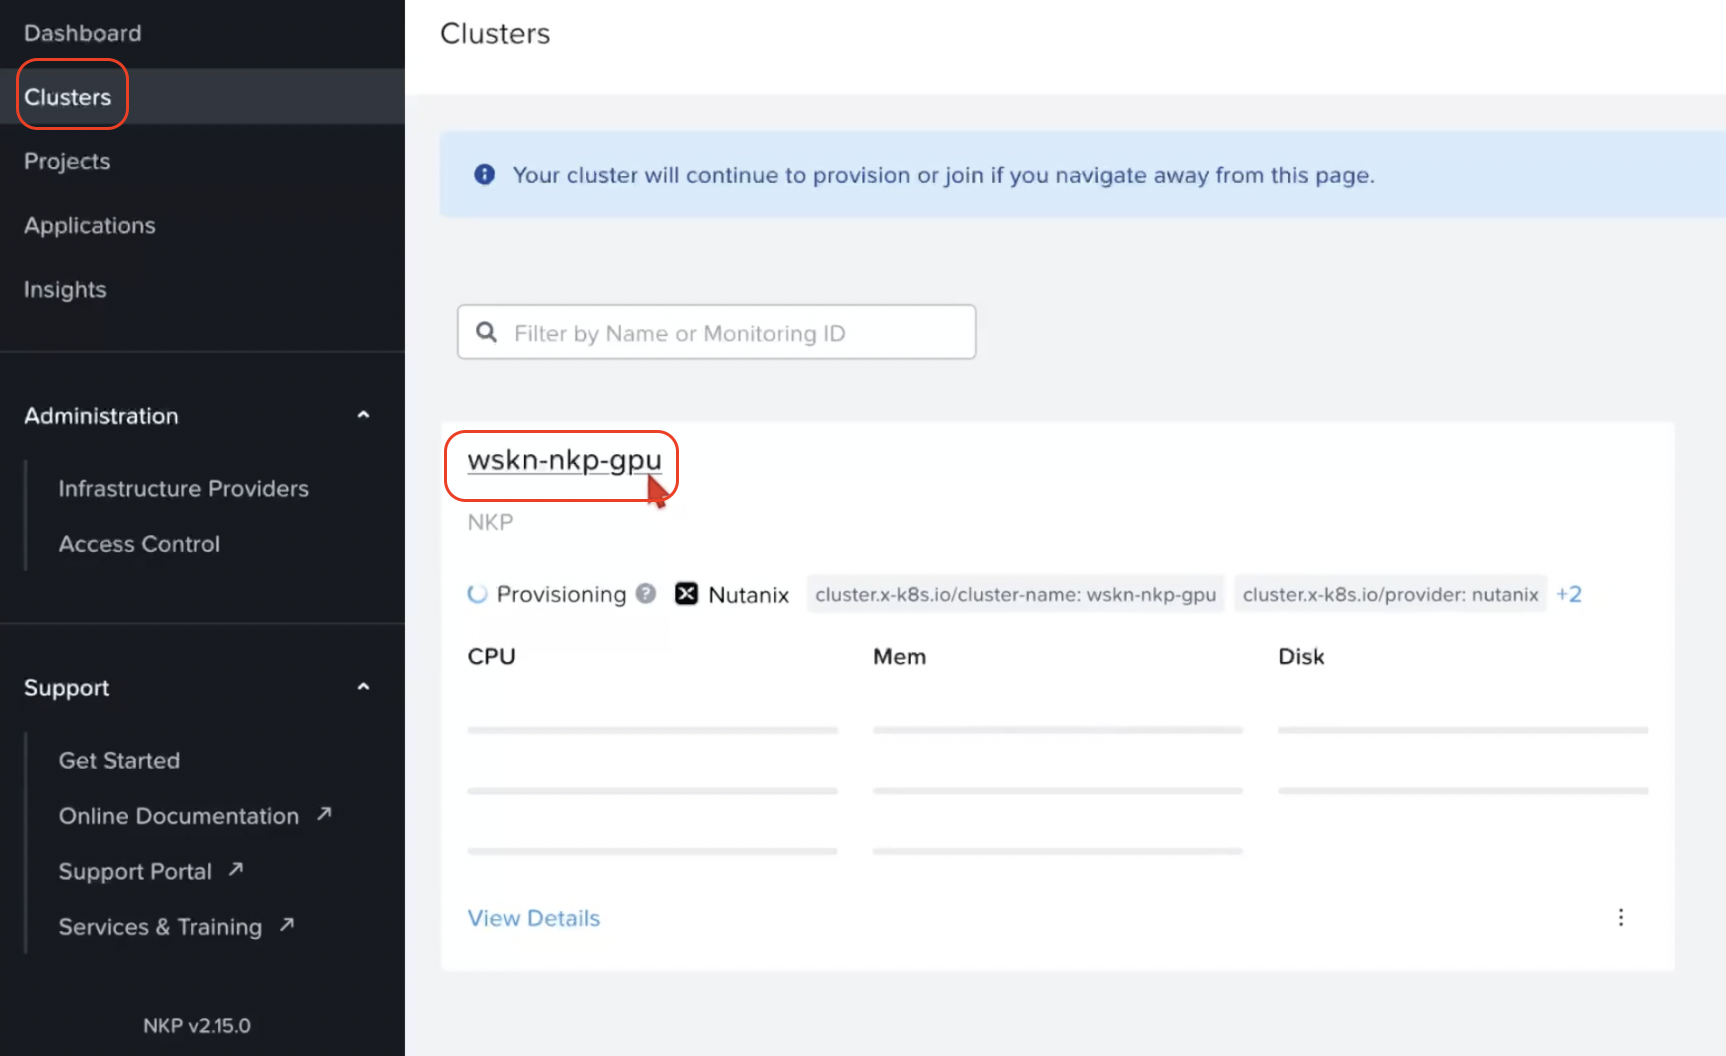 Dashboard
Clusters
Projects
Applications
Insights
Administration
Infrastructure Providers
Access Control
Support
Get Started
Online Documentation
Support Portal
Services & Training
NKP v2.15.0
Clusters
Your cluster will continue to provision or join if you navigate away from this page.
Filter by Name or Monitoring ID
wskn-nkp-gpu
NKP
Provisioning Nutanix cluster.x-k8s.io/cluster-name: wskn-nkp-gpu cluster.x-k8s.io/provider: nutanix +2
CPU Mem Disk
View Details